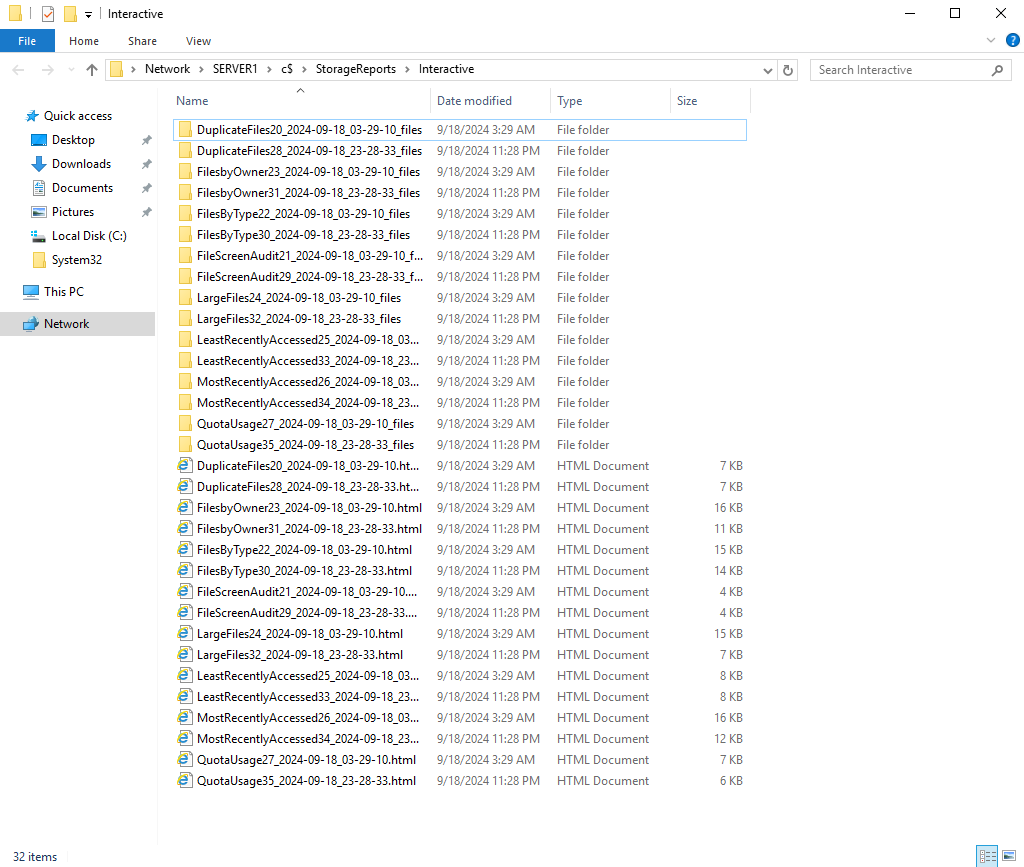 Interactive
File Home Share View
Network SERVER1 c$ StorageReports Interactive
Search Interactive
Quick access
Desktop
Downloads
Documents
Pictures
Local Disk (C:)
System32
This PC
Network
Name Date modified Type Size
DuplicateFiles20_2024-09-18_03-29-10_files 9/18/2024 3:29 AM File folder
DuplicateFiles28_2024-09-18_23-28-33_files 9/18/2024 11:28 PM File folder
FilesbyOwner23_2024-09-18_03-29-10_files 9/18/2024 3:29 AM File folder
FilesbyOwner31_2024-09-18_23-28-33_files 9/18/2024 11:28 PM File folder
FilesByType22_2024-09-18_03-29-10_files 9/18/2024 3:29 AM File folder
FilesByType30_2024-09-18_23-28-33_files 9/18/2024 11:28 PM File folder
FileScreenAudit21_2024-09-18_03-29-10_f... 9/18/2024 3:29 AM File folder
FileScreenAudit29_2024-09-18_23-28-33_f... 9/18/2024 11:28 PM File folder
LargeFiles24_2024-09-18_03-29-10_files 9/18/2024 3:29 AM File folder
LargeFiles32_2024-09-18_23-28-33_files 9/18/2024 11:28 PM File folder
LeastRecentlyAccessed25_2024-09-18_03... 9/18/2024 3:29 AM File folder
LeastRecentlyAccessed33_2024-09-18_23... 9/18/2024 11:28 PM File folder
MostRecentlyAccessed26_2024-09-18_03... 9/18/2024 3:29 AM File folder
MostRecentlyAccessed34_2024-09-18_23... 9/18/2024 11:28 PM File folder
QuotaUsage27_2024-09-18_03-29-10_files 9/18/2024 3:29 AM File folder
QuotaUsage35_2024-09-18_23-28-33_files 9/18/2024 11:28 PM File folder
DuplicateFiles20_2024-09-18_03-29-10.ht... 9/18/2024 3:29 AM HTML Document 7 KB
DuplicateFiles28_2024-09-18_23-28-33.ht... 9/18/2024 11:28 PM HTML Document 7 KB
FilesbyOwner23_2024-09-18_03-29-10.html 9/18/2024 3:29 AM HTML Document 16 KB
FilesbyOwner31_2024-09-18_23-28-33.html 9/18/2024 11:28 PM HTML Document 11 KB
FilesByType22_2024-09-18_03-29-10.html 9/18/2024 3:29 AM HTML Document 15 KB
FilesByType30_2024-09-18_23-28-33.html 9/18/2024 11:28 PM HTML Document 14 KB
FileScreenAudit21_2024-09-18_03-29-10.... 9/18/2024 3:29 AM HTML Document 4 KB
FileScreenAudit29_2024-09-18_23-28-33.... 9/18/2024 11:28 PM HTML Document 4 KB
LargeFiles24_2024-09-18_03-29-10.html 9/18/2024 3:29 AM HTML Document 15 KB
LargeFiles32_2024-09-18_23-28-33.html 9/18/2024 11:28 PM HTML Document 7 KB
LeastRecentlyAccessed25_2024-09-18_03... 9/18/2024 3:29 AM HTML Document 8 KB
LeastRecentlyAccessed33_2024-09-18_23... 9/18/2024 11:28 PM HTML Document 8 KB
MostRecentlyAccessed26_2024-09-18_03... 9/18/2024 3:29 AM HTML Document 16 KB
MostRecentlyAccessed34_2024-09-18_23... 9/18/2024 11:28 PM HTML Document 12 KB
QuotaUsage27_2024-09-18_03-29-10.html 9/18/2024 3:29 AM HTML Document 7 KB
QuotaUsage35_2024-09-18_23-28-33.html 9/18/2024 11:28 PM HTML Document 6 KB
32 items